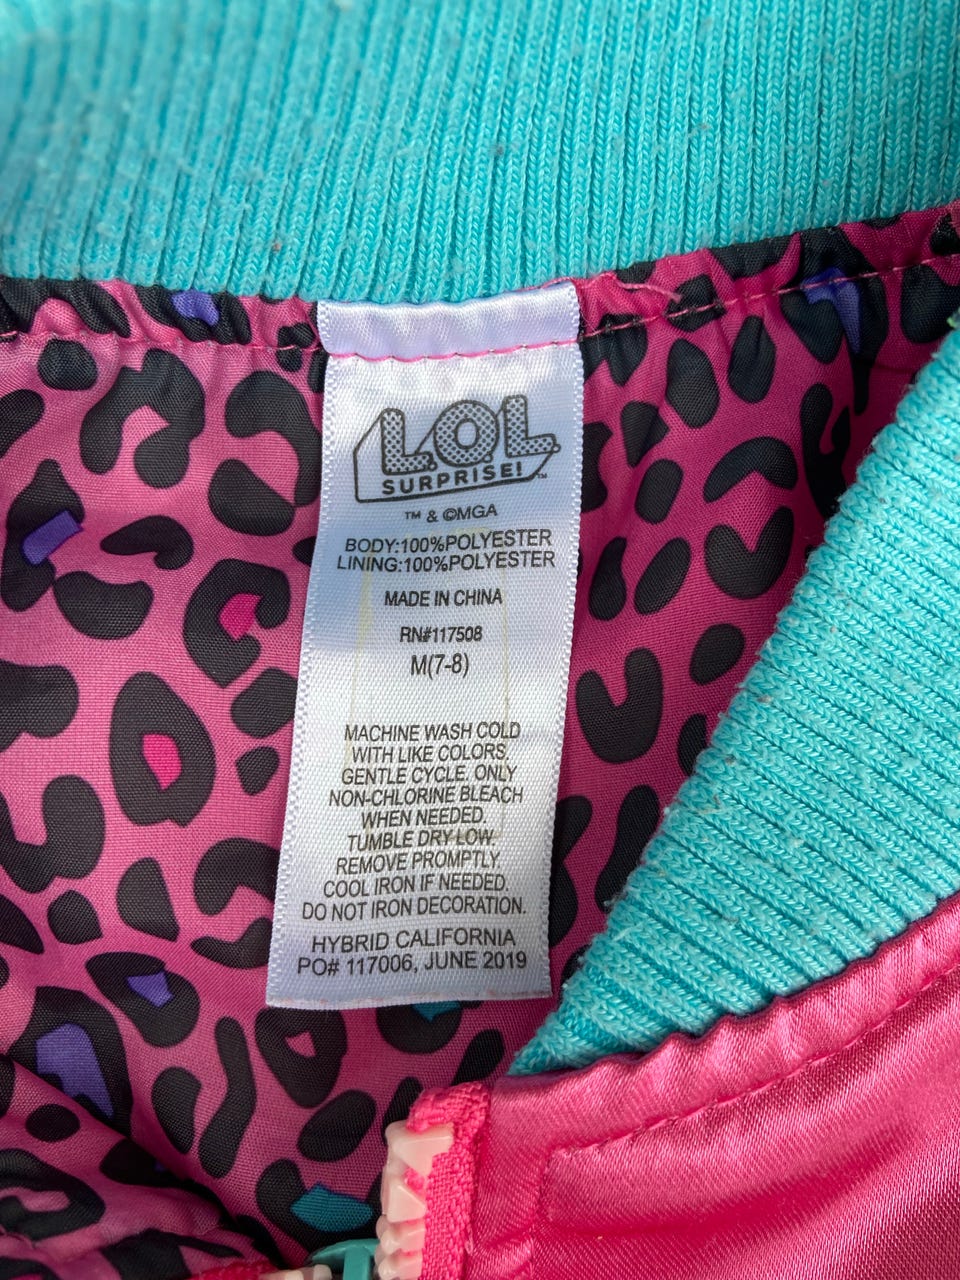 L.O.L
SURPRISE!™
™ & ©MGA
BODY:100%POLYESTER
LINING:100%POLYESTER
MADE IN CHINA
RN#117508
M(7-8)
MACHINE WASH COLD
WITH LIKE COLORS,
GENTLE CYCLE, ONLY
NON-CHLORINE BLEACH
WHEN NEEDED.
TUMBLE DRY LOW.
REMOVE PROMPTLY.
COOL IRON IF NEEDED.
DO NOT IRON DECORATION.
HYBRID CALIFORNIA
PO# 117006, JUNE 2019